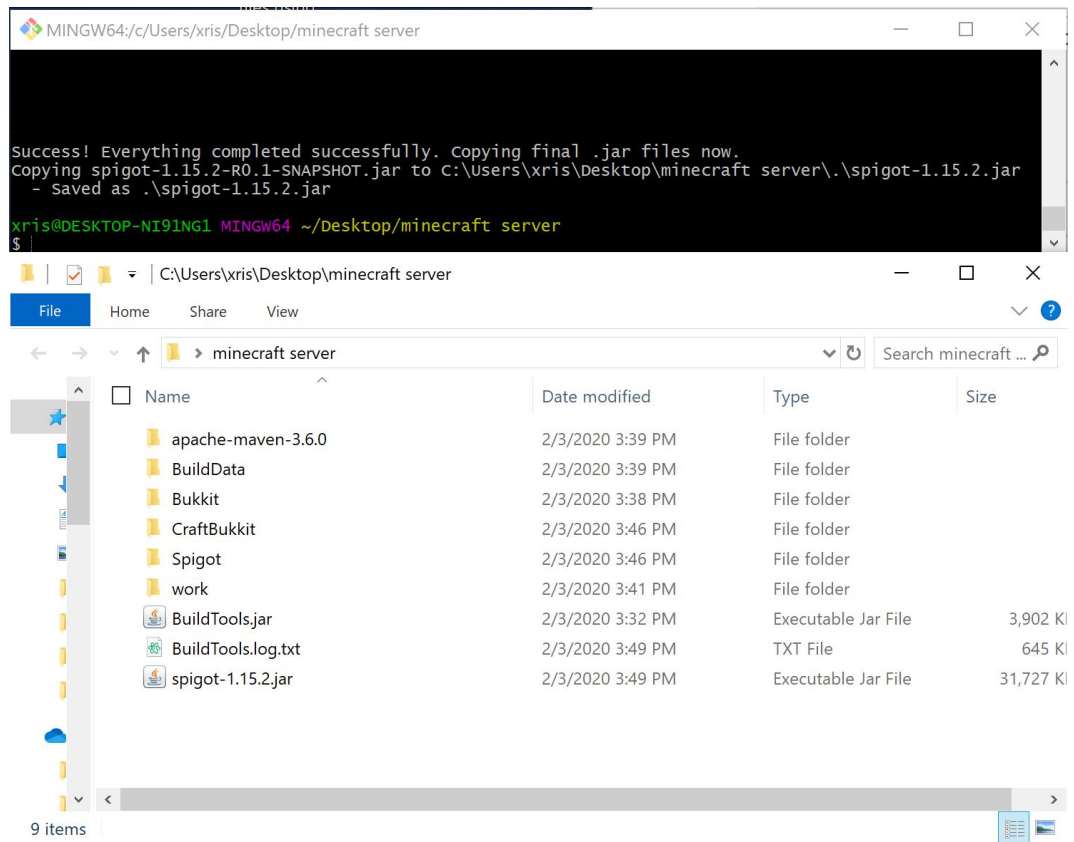 files using
MINGW64:/c/Users/xris/Desktop/minecraft server
Success! Everything completed successfully. Copying final .jar files now.
Copying spigot-1.15.2-R0.1-SNAPSHOT.jar to C:\Users\xris\Desktop\minecraft server\.\spigot-1.15.2.jar
- Saved as .\spigot-1.15.2.jar
xris@DESKTOP-NI91NG1 MINGW64 ~/Desktop/minecraft server
$
C:\Users\xris\Desktop\minecraft server
File Home Share View ?
minecraft server Search minecraft ...
Name Date modified Type Size
apache-maven-3.6.0 2/3/2020 3:39 PM File folder
BuildData 2/3/2020 3:39 PM File folder
Bukkit 2/3/2020 3:38 PM File folder
CraftBukkit 2/3/2020 3:46 PM File folder
Spigot 2/3/2020 3:46 PM File folder
work 2/3/2020 3:41 PM File folder
BuildTools.jar 2/3/2020 3:32 PM Executable Jar File 3,902 K
BuildTools.log.txt 2/3/2020 3:49 PM TXT File 645 K
spigot-1.15.2.jar 2/3/2020 3:49 PM Executable Jar File 31,727 K
9 items